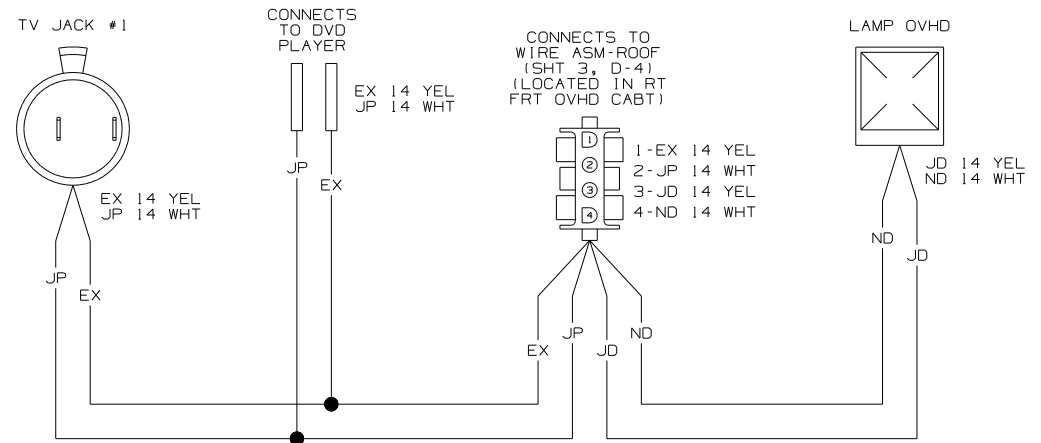 TV JACK #1
CONNECTS
TO DVD
PLAYER
CONNECTS TO
WIRE ASM-ROOF
(SHT 3, D-4)
(LOCATED IN RT
FRT OVHD CABT)
LAMP OVHD
EX 14 YEL
JP 14 WHT
1
2
3
4
1-EX 14 YEL
2-JP 14 WHT
3-JD 14 YEL
4-ND 14 WHT
JD 14 YEL
ND 14 WHT
EX 14 YEL
JP 14 WHT
JP
EX
JP
EX
ND
JD
EX
JP
JD
ND